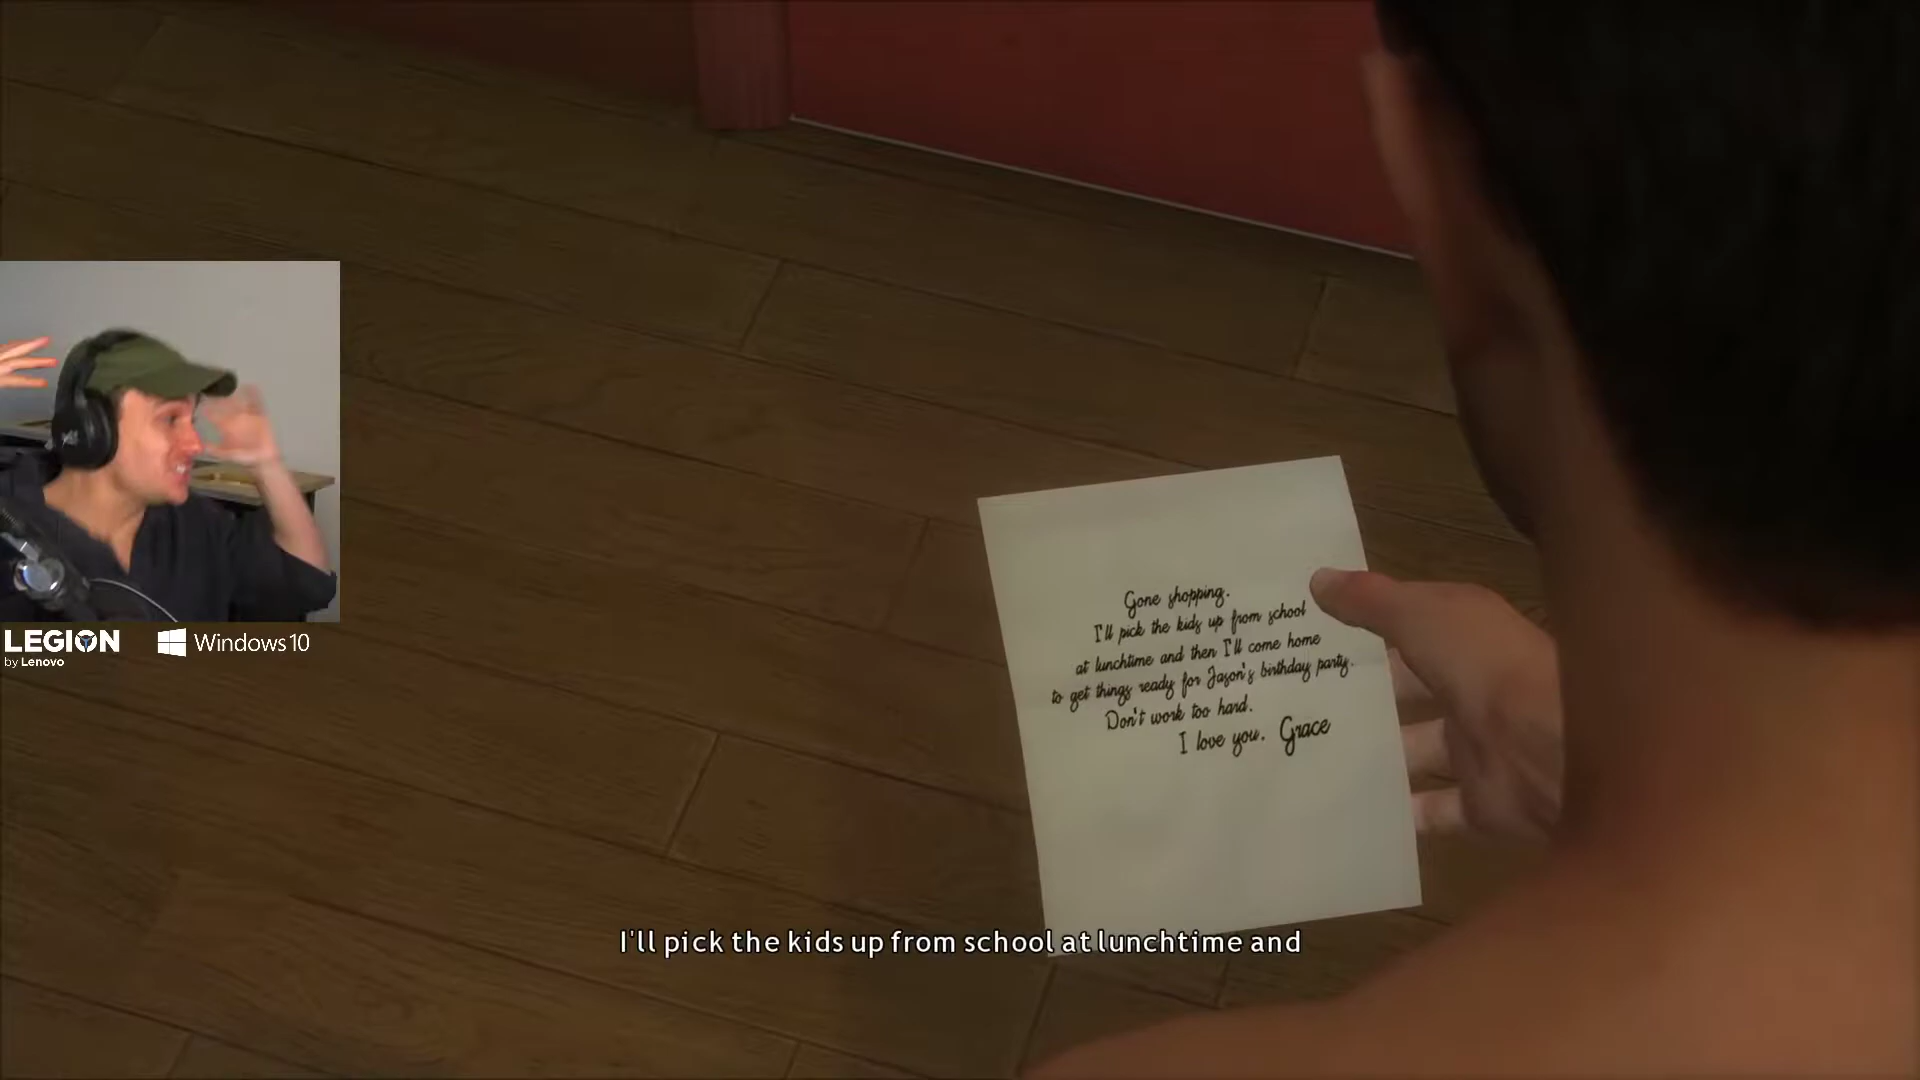 Gone shopping.
I'll pick the kids up from school
at lunchtime and then I'll come home
to get things ready for Jason's birthday party.
Don't work too hard.
I love you. Grace
LEGION
by Lenovo
Windows 10
I'll pick the kids up from school at lunchtime and